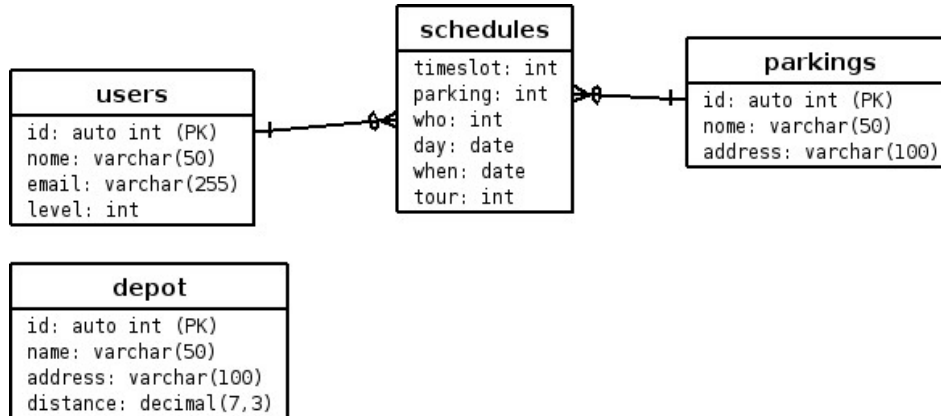 users
id: auto int (PK)
nome: varchar(50)
email: varchar(255)
level: int
schedules
timeslot: int
parking: int
who: int
day: date
when: date
tour: int
parkings
id: auto int (PK)
nome: varchar(50)
address: varchar(100)
depot
id: auto int (PK)
name: varchar(50)
address: varchar(100)
distance: decimal(7,3)